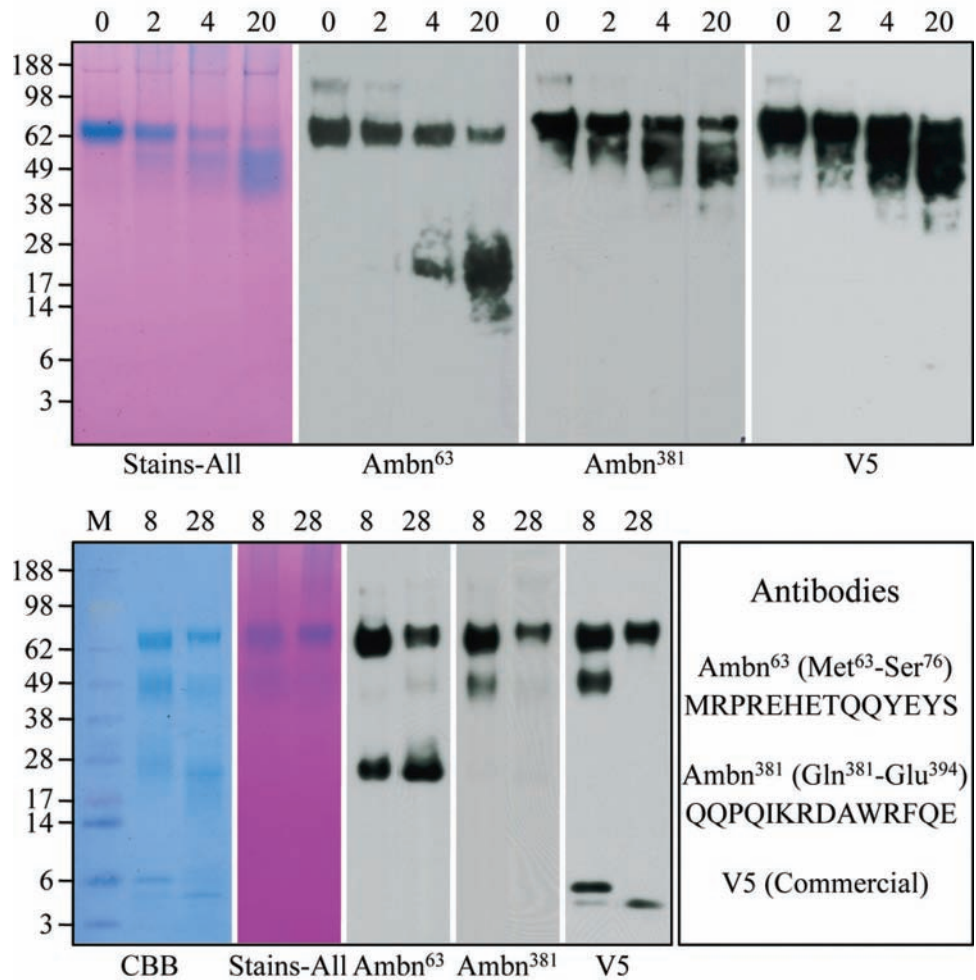 0 2 4 20 0 2 4 20 0 2 4 20 0 2 4 20
188
98
62
49
38
28
17
14
6
3
Stains-All Ambn⁶³ Ambn³⁸¹ V5
M 8 28 8 28 8 28 8 28 8 28
188
98
62
49
38
28
17
14
6
3
CBB Stains-All Ambn⁶³ Ambn³⁸¹ V5
Antibodies
Ambn⁶³ (Met⁶³-Ser⁷⁶)
MRPREHETQQYEYS
Ambn³⁸¹ (Gln³⁸¹-Glu³⁹⁴)
QQPQIKRDAWRFQE
V5 (Commercial)